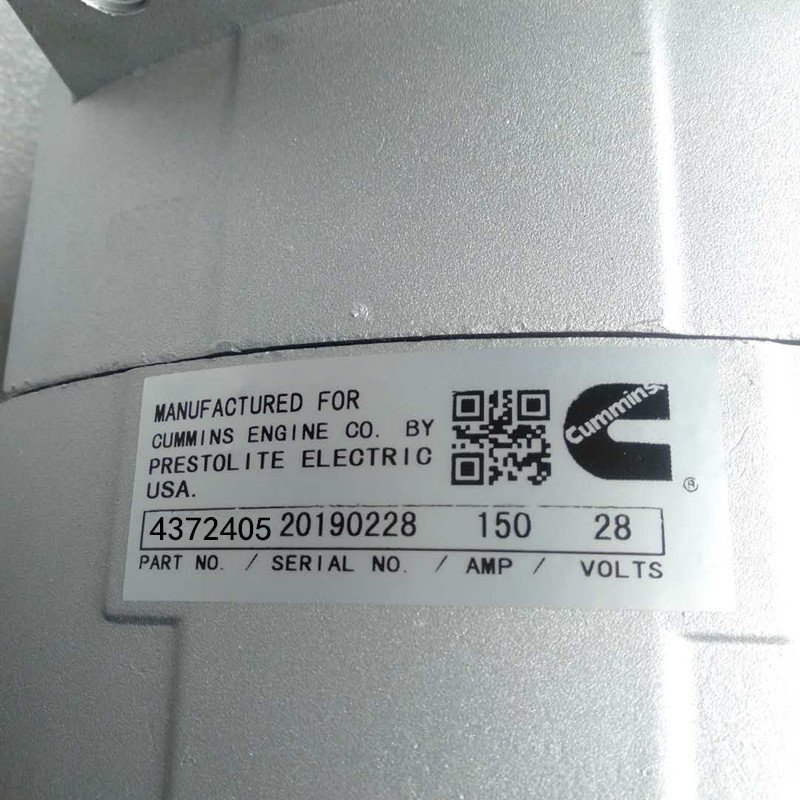 MANUFACTURED FOR
CUMMINS ENGINE CO. BY
PRESTOLITE ELECTRIC
USA.
Cummins
®
4372405 20190228 150 28
PART NO. / SERIAL NO. / AMP / VOLTS